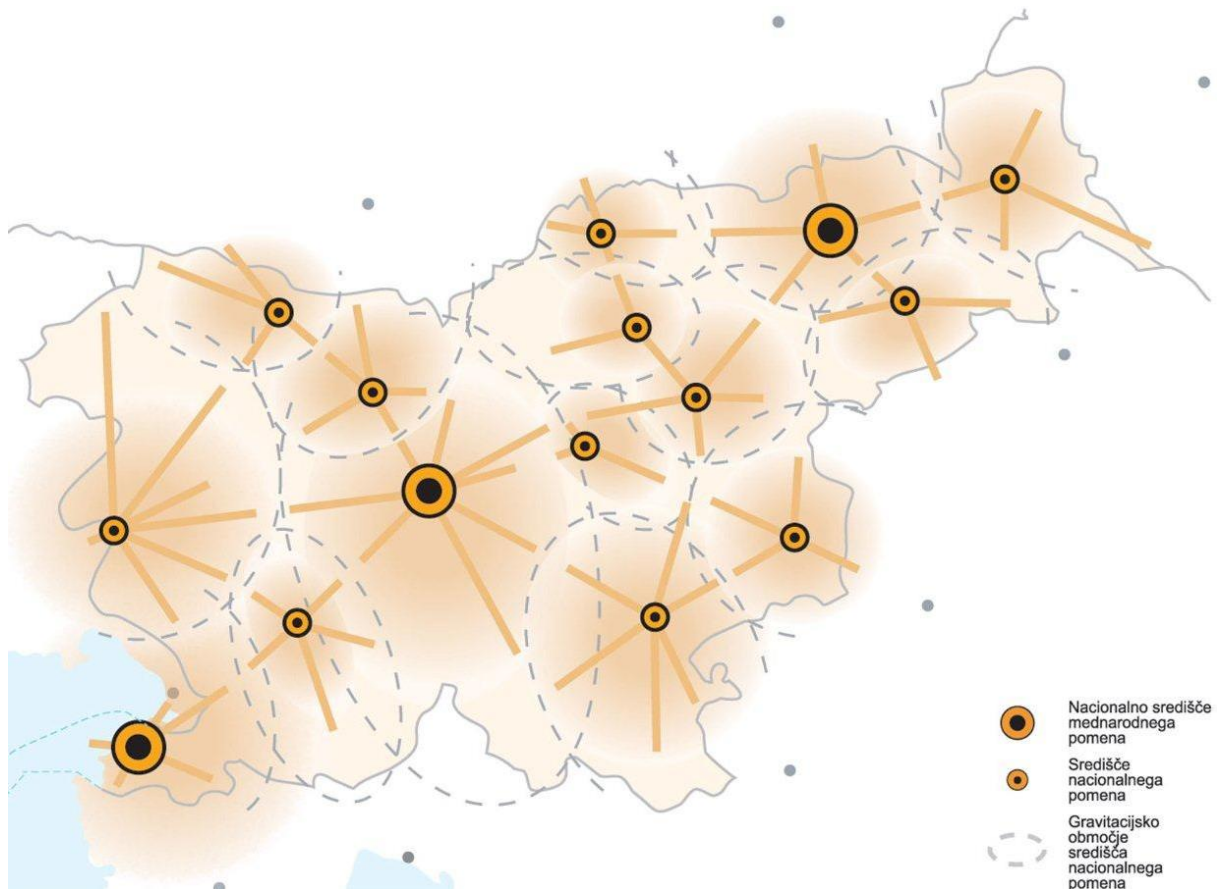 Nacionalno središče
mednarodnega
pomena
Središče
nacionalnega
pomena
Gravitacijsko
območje
središča
nacionalnega
pomena